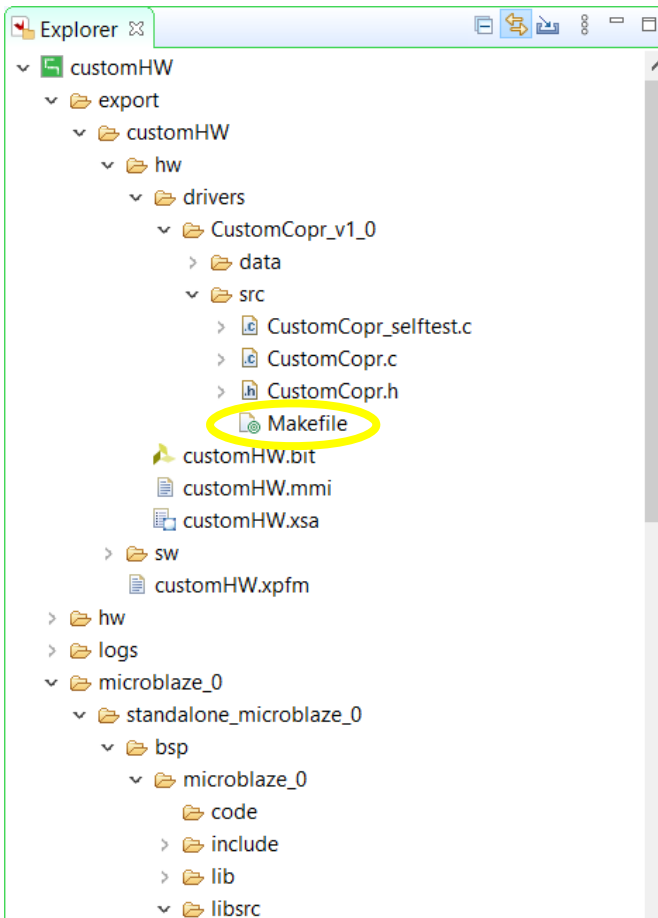 Explorer
customHW
export
customHW
hw
drivers
CustomCopr_v1_0
data
src
CustomCopr_selftest.c
CustomCopr.c
CustomCopr.h
Makefile
customHW.bit
customHW.mmi
customHW.xsa
sw
customHW.xpfm
hw
logs
microblaze_0
standalone_microblaze_0
bsp
microblaze_0
code
include
lib
libsrc